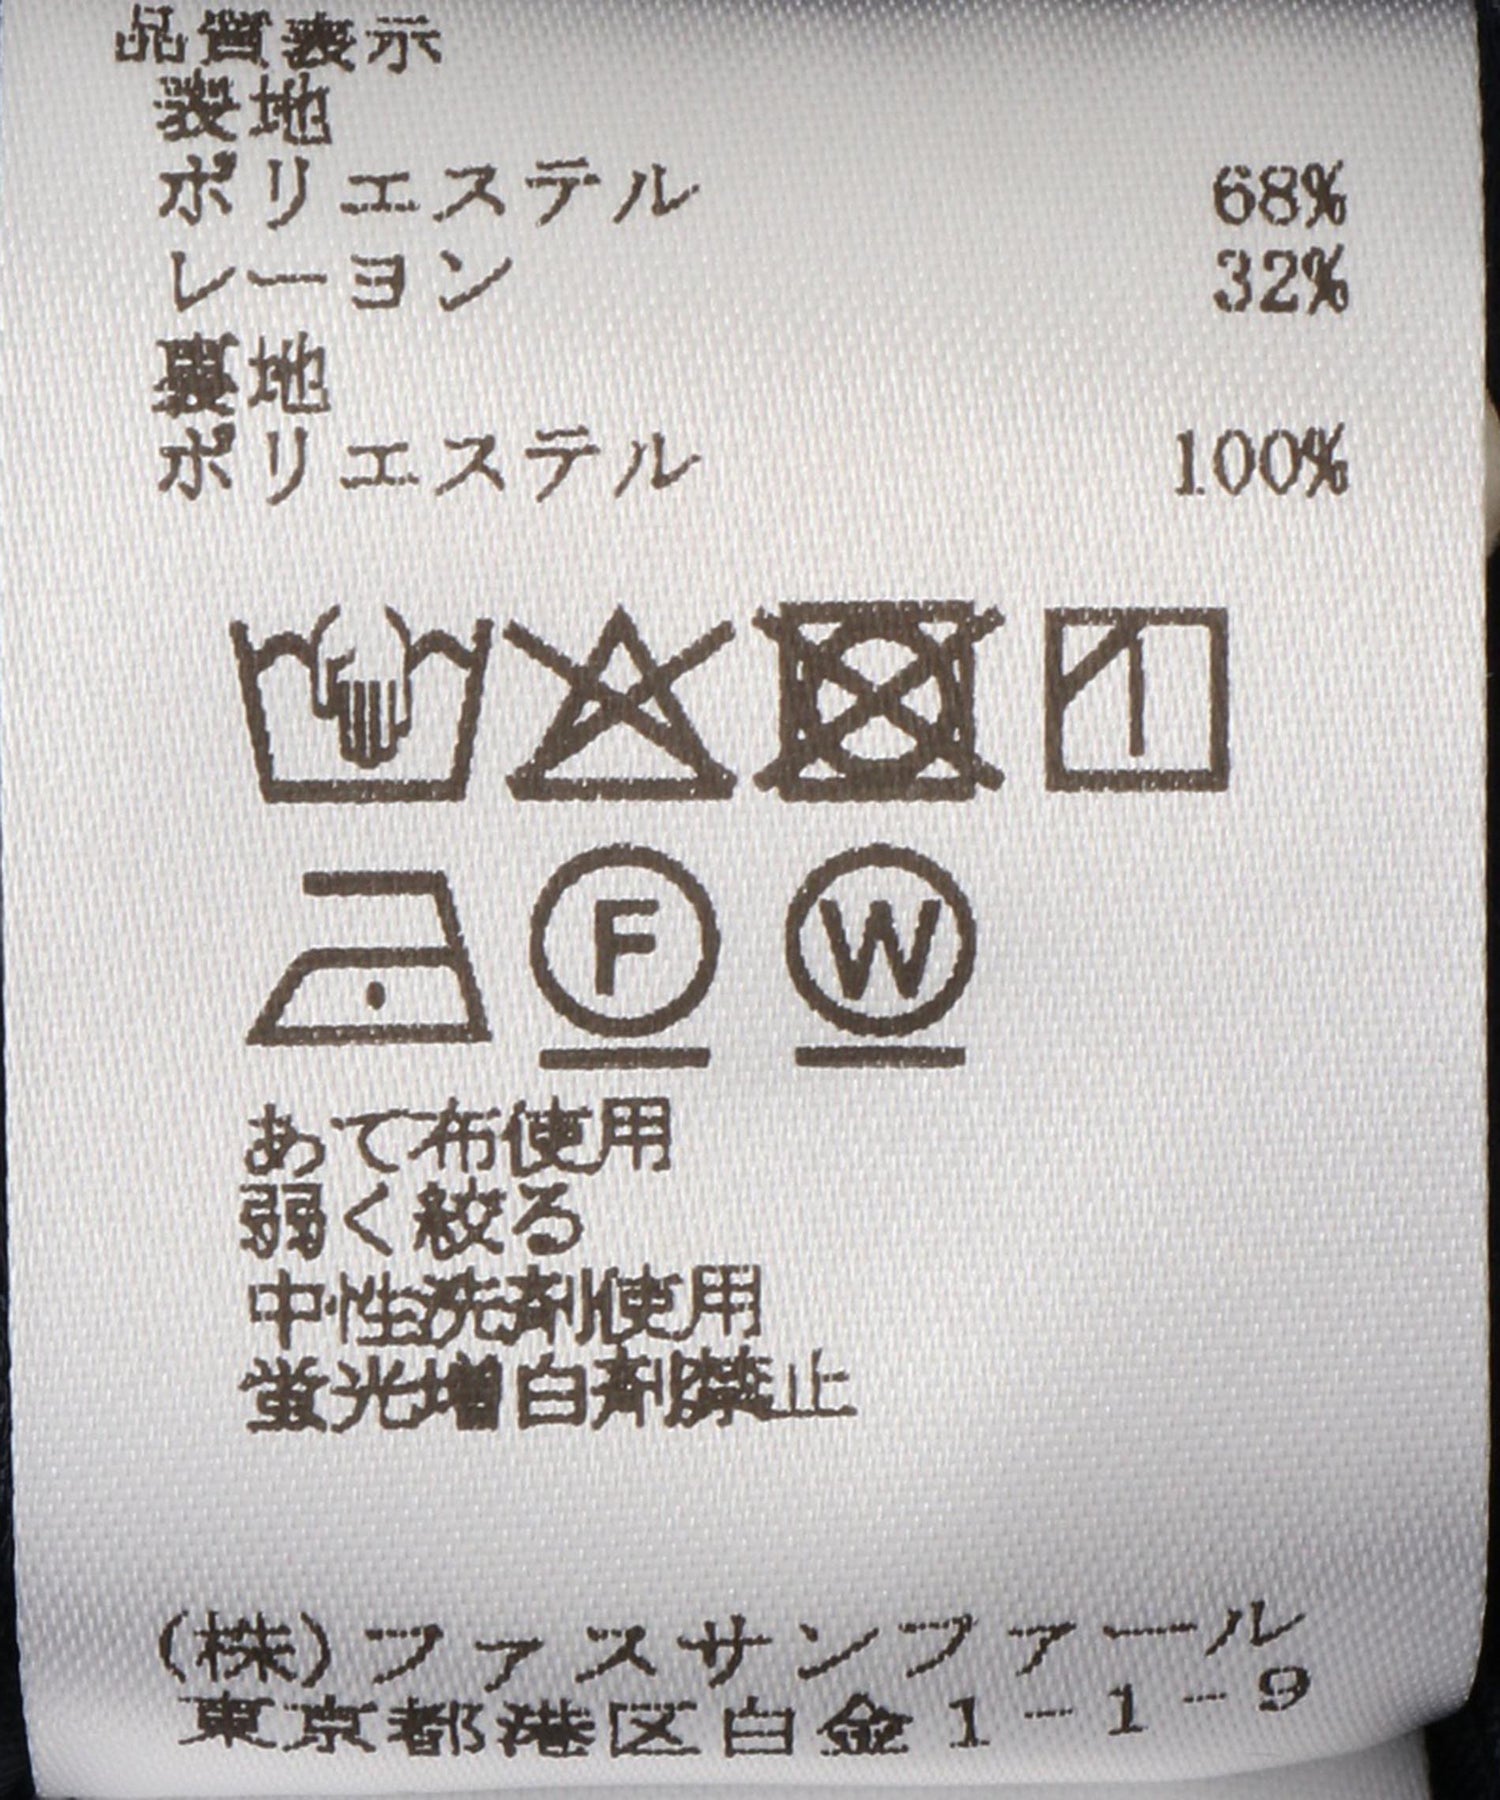 品質表示
表地
ポリエステル 68%
レーヨン 32%
裏地
ポリエステル 100%
F W
あて布使用
弱く絞る
中性洗剤使用
蛍光増白剤禁止
(株)ファスサンファール
東京都港区白金1-1-9